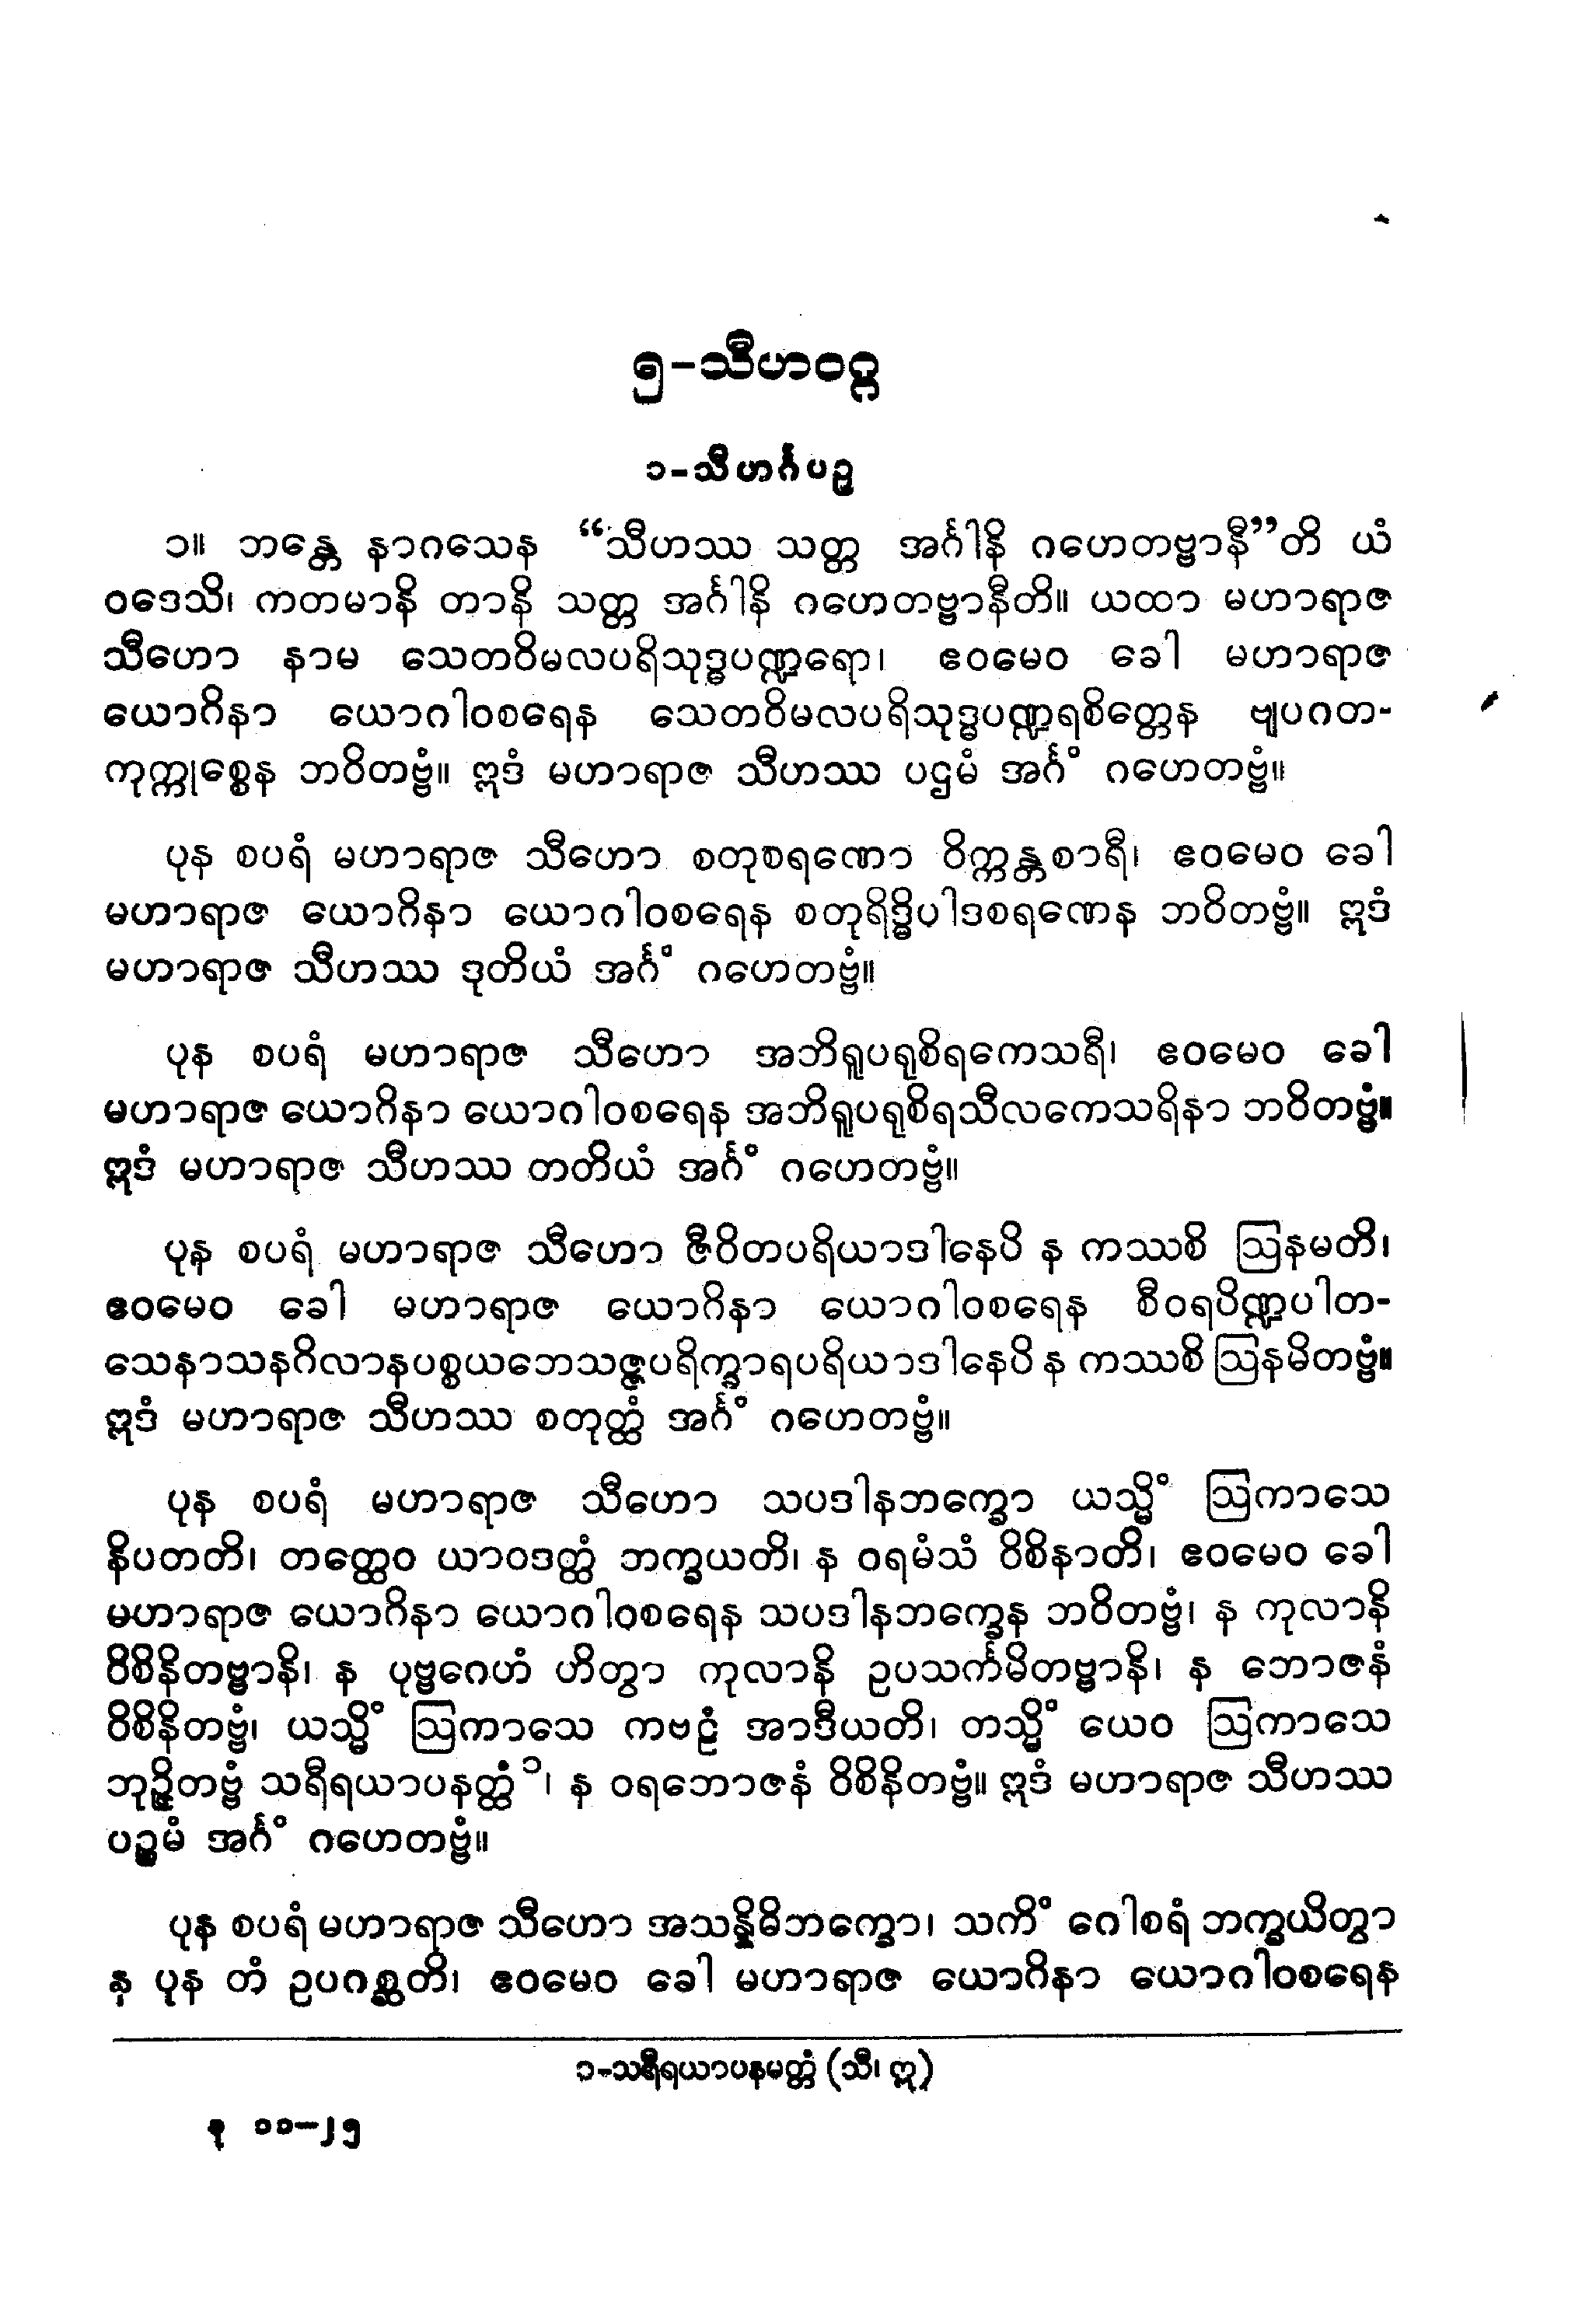 ၅-သီဟဝဂ္ဂ
၁-သီဟင်္ဂပဉှ
၁။ ဘန္တေ နာဂသေန “သီဟဿ သတ္တ အင်္ဂါနိ ဂဟေတဗ္ဗာနီ”တိ ယံ
ဝဒေသိ၊ ကတမာနိ တာနိ သတ္တ အင်္ဂါနိ ဂဟေတဗ္ဗာနီတိ။ ယထာ မဟာရာဇ
သီဟော နာမ သေတဝိမလပရိသုဒ္ဓပဏ္ဍရော၊ ဧဝမေဝ ခေါ မဟာရာဇ
ယောဂိနာ ယောဂါဝစရေန သေတဝိမလပရိသုဒ္ဓပဏ္ဍရစိတ္တေန ဗျပဂတ-
ကုက္ကုစ္စေန ဘဝိတဗ္ဗံ။ ဣဒံ မဟာရာဇ သီဟဿ ပဌမံ အင်္ဂံ ဂဟေတဗ္ဗံ။
ပုန စပရံ မဟာရာဇ သီဟော စတုစရဏော ဝိက္ကန္တစာရီ၊ ဧဝမေဝ ခေါ
မဟာရာဇ ယောဂိနာ ယောဂါဝစရေန စတုရိဒ္ဓိပါဒစရဏေန ဘဝိတဗ္ဗံ။ ဣဒံ
မဟာရာဇ သီဟဿ ဒုတိယံ အင်္ဂံ ဂဟေတဗ္ဗံ။
ပုန စပရံ မဟာရာဇ သီဟော အဘိရူပရုစိရကေသရီ၊ ဧဝမေဝ ခေါ
မဟာရာဇ ယောဂိနာ ယောဂါဝစရေန အဘိရူပရုစိရသီလကေသရိနာ ဘဝိတဗ္ဗံ။
ဣဒံ မဟာရာဇ သီဟဿ တတိယံ အင်္ဂံ ဂဟေတဗ္ဗံ။
ပုန စပရံ မဟာရာဇ သီဟော ဇီဝိတပရိယာဒါနေပိ န ကဿစိ ဩနမတိ၊
ဧဝမေဝ ခေါ မဟာရာဇ ယောဂိနာ ယောဂါဝစရေန စီဝရပိဏ္ဍပါတ-
သေနာသနဂိလာနပစ္စယဘေသဇ္ဇပရိက္ခာရပရိယာဒါနေပိ န ကဿစိ ဩနမိတဗ္ဗံ။
ဣဒံ မဟာရာဇ သီဟဿ စတုတ္ထံ အင်္ဂံ ဂဟေတဗ္ဗံ။
ပုန စပရံ မဟာရာဇ သီဟော သပဒါနဘက္ခော ယသ္မိံ ဩကာသေ
နိပတတိ၊ တတ္ထေဝ ယာဝဒတ္ထံ ဘက္ခယတိ၊ န ဝရမံသံ ဝိစိနာတိ၊ ဧဝမေဝ ခေါ
မဟာရာဇ ယောဂိနာ ယောဂါဝစရေန သပဒါနဘက္ခေန ဘဝိတဗ္ဗံ၊ န ကုလာနိ
ဝိစိနိတဗ္ဗာနိ၊ န ပုဗ္ဗဂေဟံ ဟိတွာ ကုလာနိ ဥပသင်္ကမိတဗ္ဗာနိ၊ န ဘောဇနံ
ဝိစိနိတဗ္ဗံ၊ ယသ္မိံ ဩကာသေ ကဗဠံ အာဒီယတိ၊ တသ္မိံ ယေဝ ဩကာသေ
ဘုဉ္ဇိတဗ္ဗံ သရီရယာပနတ္ထံ၁၊ န ဝရဘောဇနံ ဝိစိနိတဗ္ဗံ။ ဣဒံ မဟာရာဇ သီဟဿ
ပဉ္စမံ အင်္ဂံ ဂဟေတဗ္ဗံ။
ပုန စပရံ မဟာရာဇ သီဟော အသန္နိဓိဘက္ခော၊ သကိံ ဂေါစရံ ဘက္ခယိတွာ
န ပုန တံ ဥပဂစ္ဆတိ၊ ဧဝမေဝ ခေါ မဟာရာဇ ယောဂိနာ ယောဂါဝစရေန
၁-သရီရယာပနမတ္တံ (သီ၊ ဣ)
နု ၁၁-၂၅